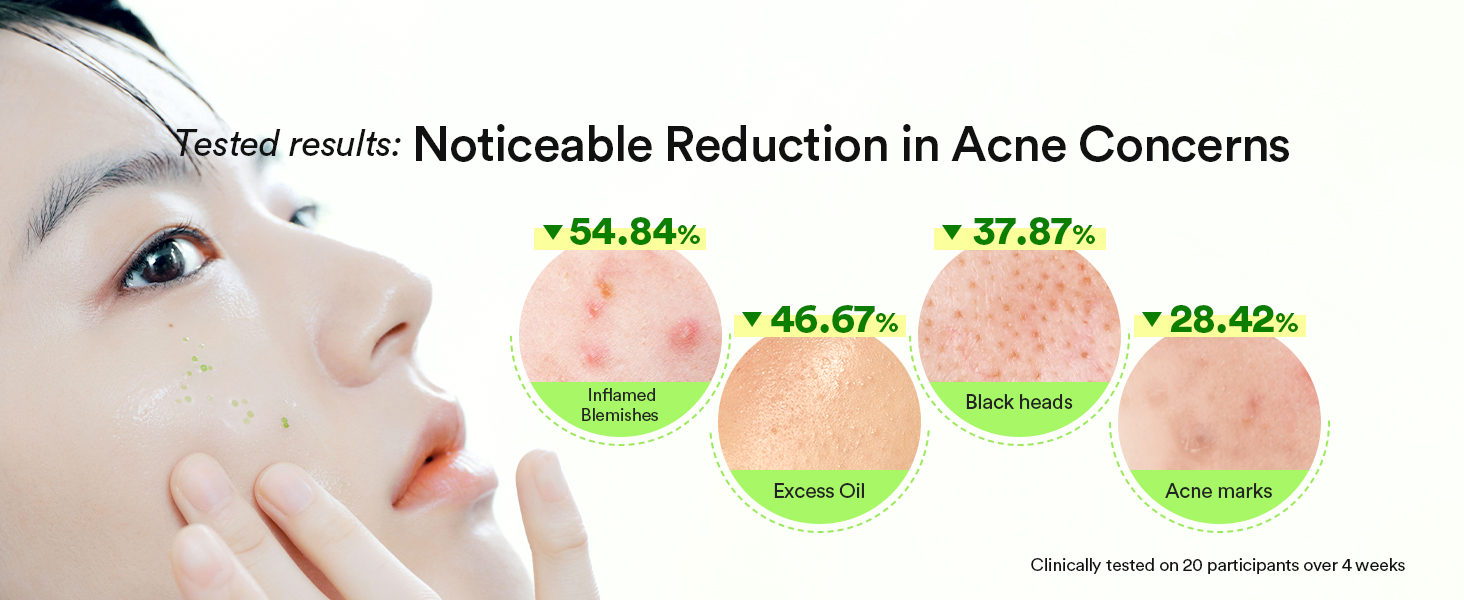 Tested results: Noticeable Reduction in Acne Concerns
▼ 54.84%
Inflamed
Blemishes
▼ 46.67%
Excess Oil
▼ 37.87%
Black heads
▼ 28.42%
Acne marks
Clinically tested on 20 participants over 4 weeks